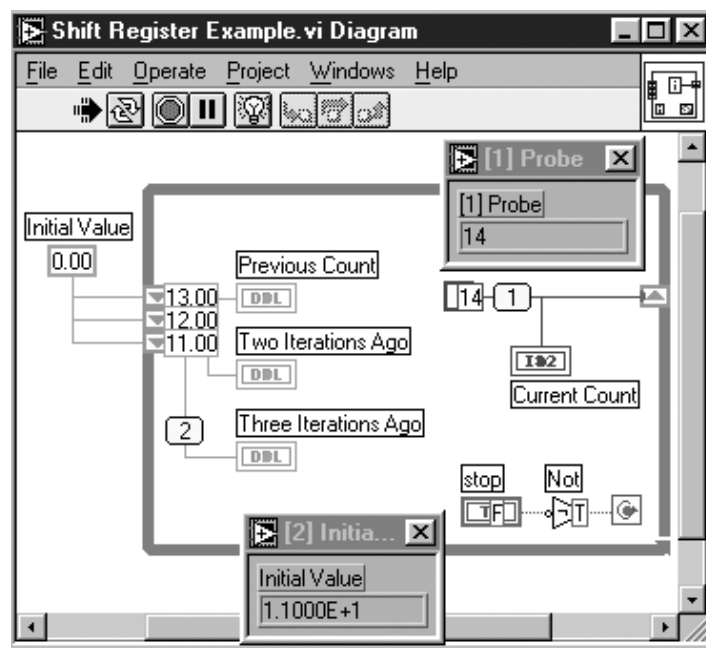 Shift Register Example.vi Diagram
File Edit Operate Project Windows Help
[1] Probe
[1] Probe
14
Initial Value
0.00
Previous Count
13.00 DBL
12.00
11.00
Two Iterations Ago
DBL
14 1
I32
Current Count
2
Three Iterations Ago
DBL
stop Not
TF T
[2] Initia...
Initial Value
1.1000E+1